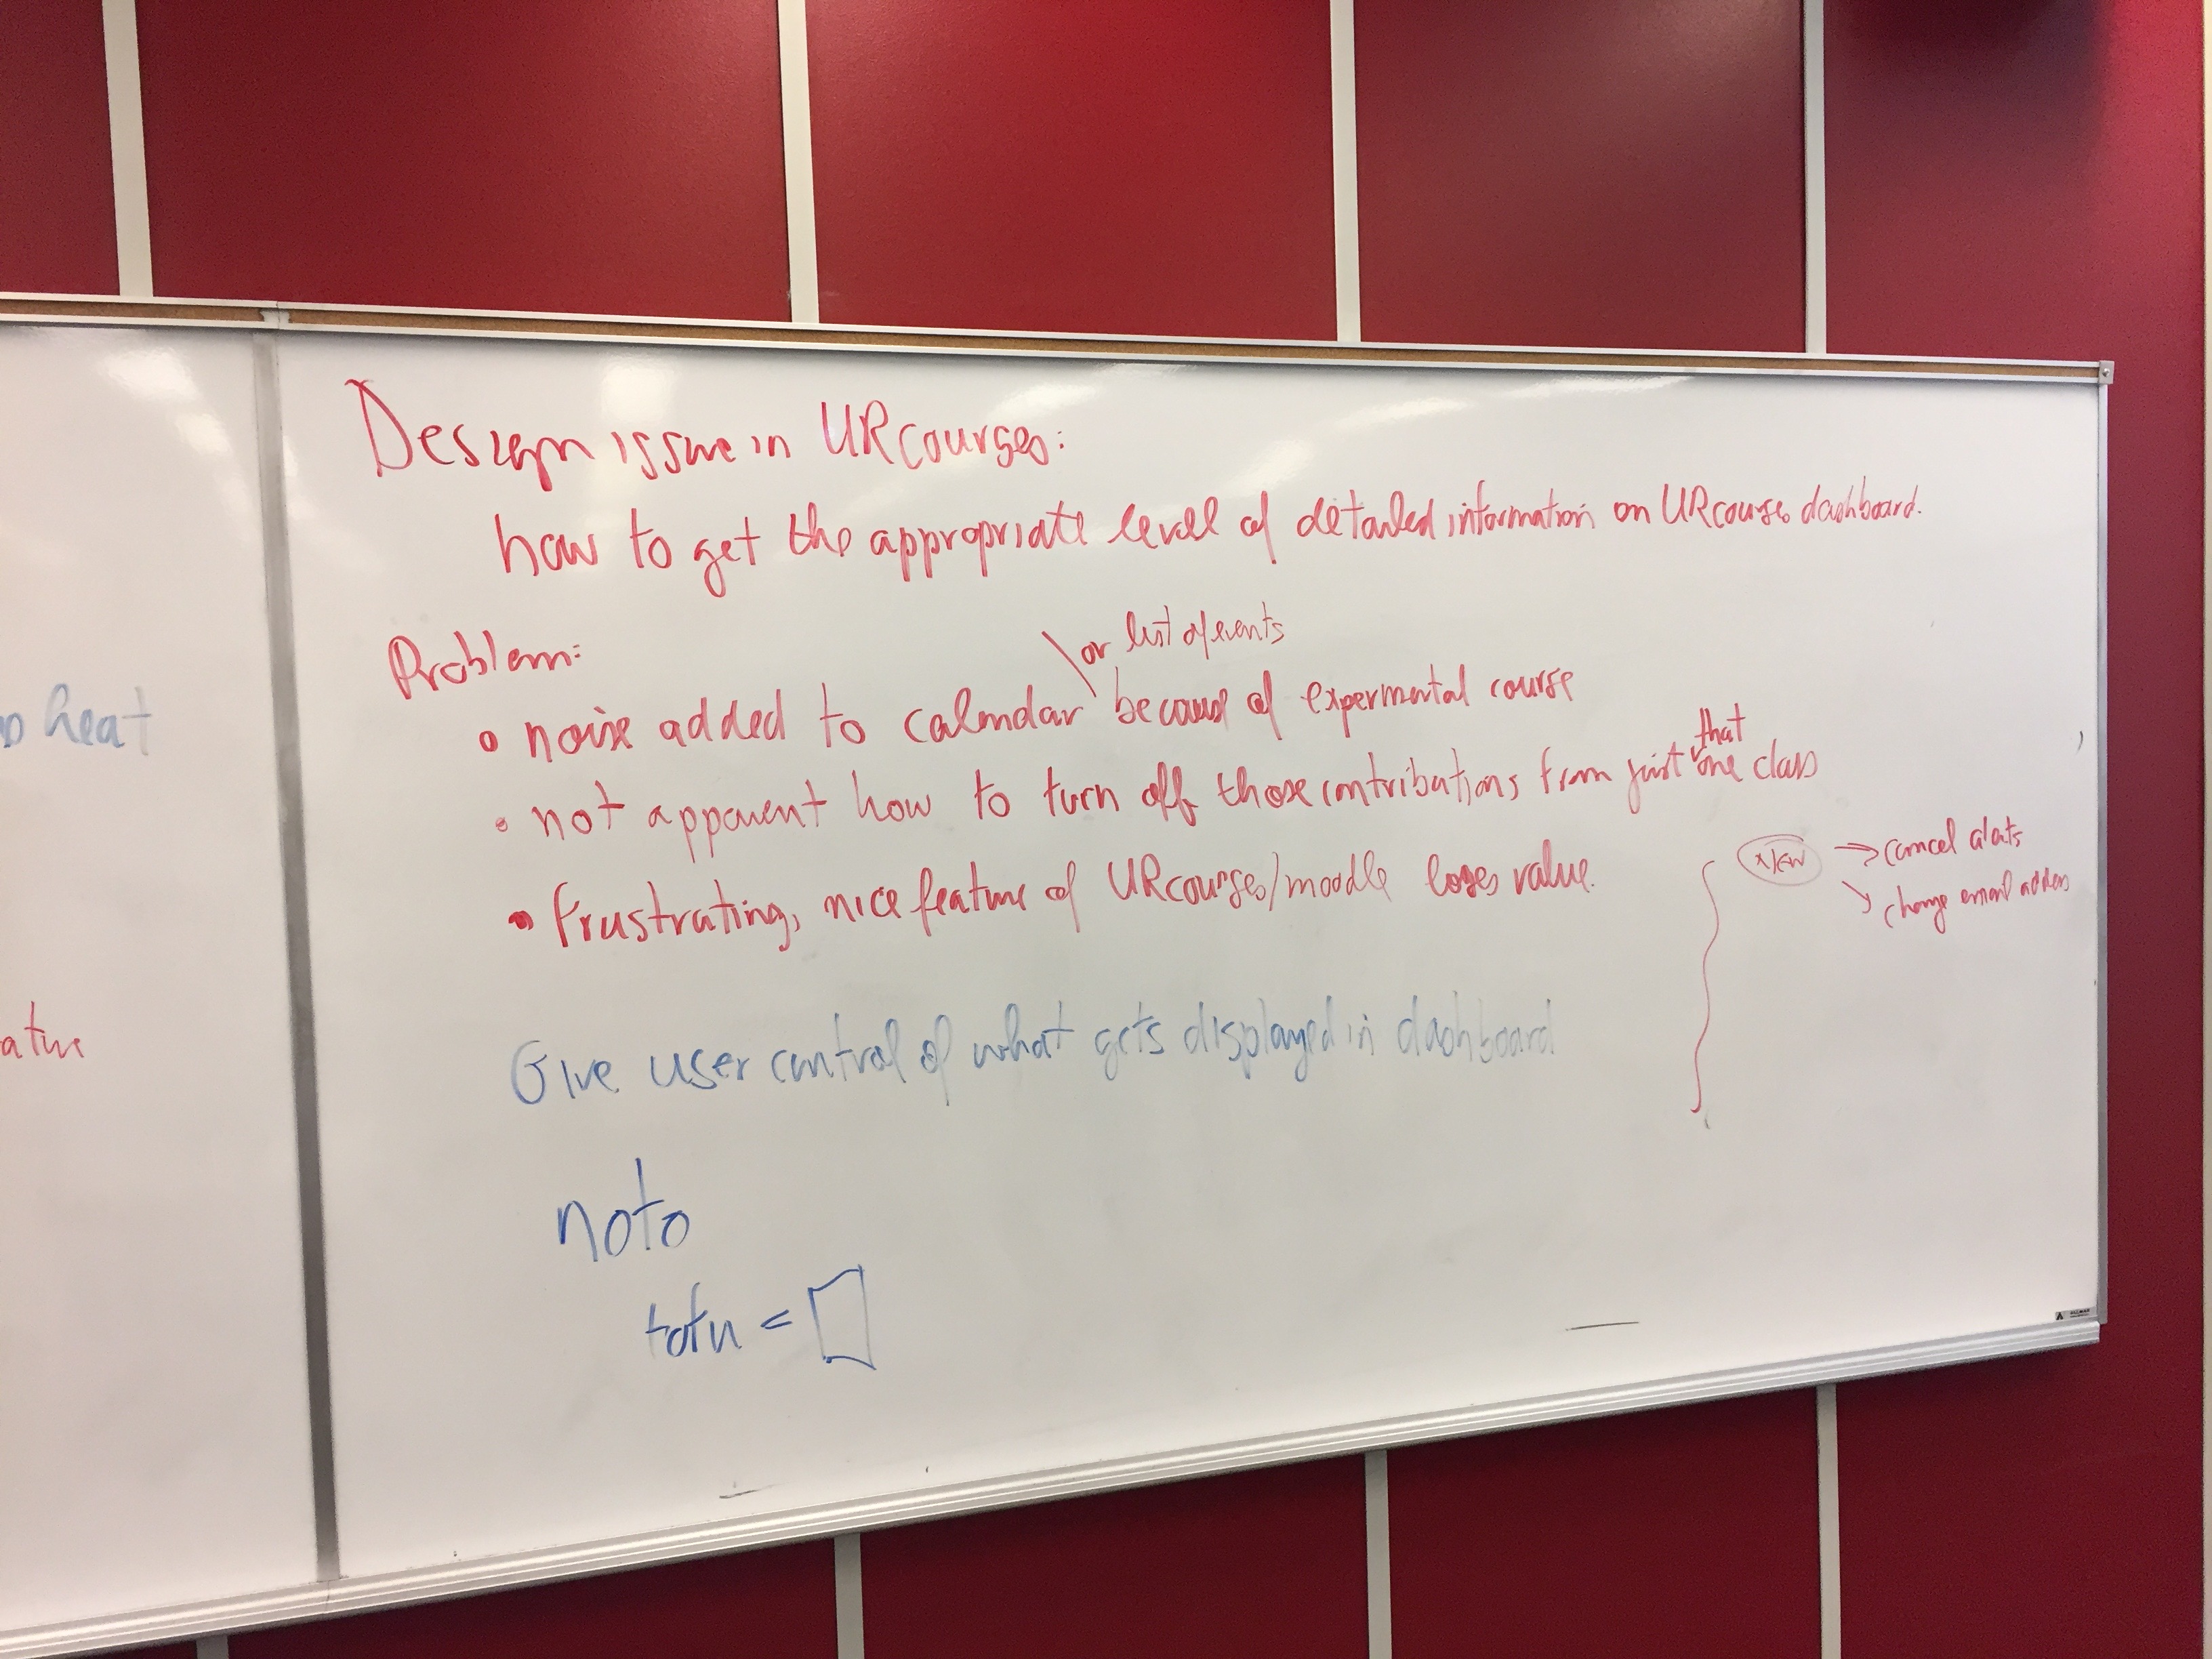 Design issue in URcourses:
how to get the appropriate level of detailed information on URcourses dashboard.
Problem:
or list of events
• noise added to calendar because of expermental course
that
• not apparent how to turn off those contributions from just one class
• frustrating, nice feature of URcourses/moodle loses value.
→ cancel alerts
change email address
Give user control of what gets displayed in dashboard
noto
tofu =
heat